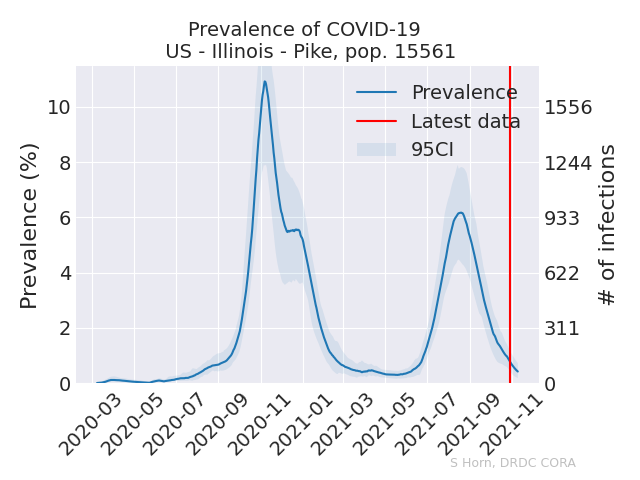 Prevalence of COVID-19
US - Illinois - Pike, pop. 15561
Prevalence
Latest data
95CI
Prevalence (%)
10
8
6
4
2
0
1556
1244
933
622
311
0
# of infections
2020-03
2020-05
2020-07
2020-09
2020-11
2021-01
2021-03
2021-05
2021-07
2021-09
2021-11
S Horn, DRDC CORA